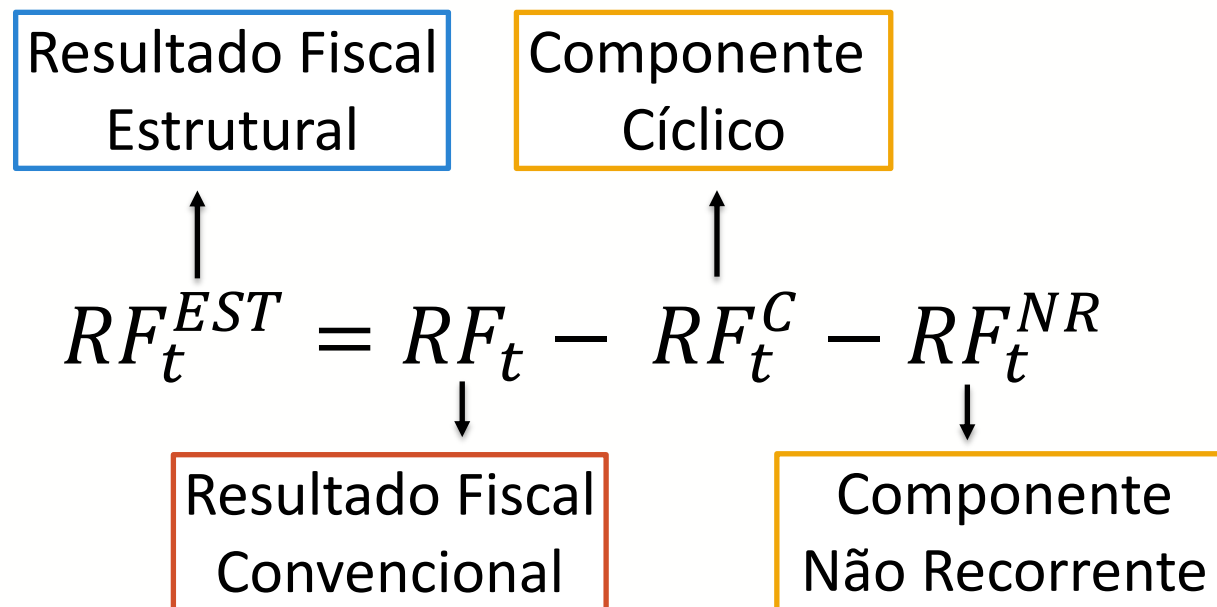 Resultado Fiscal
Estrutural
Componente
Cíclico
RF_t^{EST} = RF_t − RF_t^C − RF_t^{NR}
Resultado Fiscal
Convencional
Componente
Não Recorrente